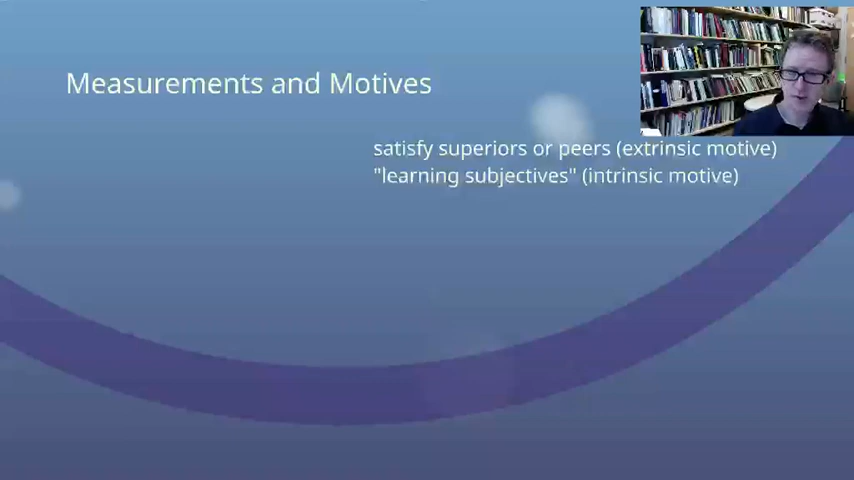 Measurements and Motives
satisfy superiors or peers (extrinsic motive)
"learning subjectives" (intrinsic motive)